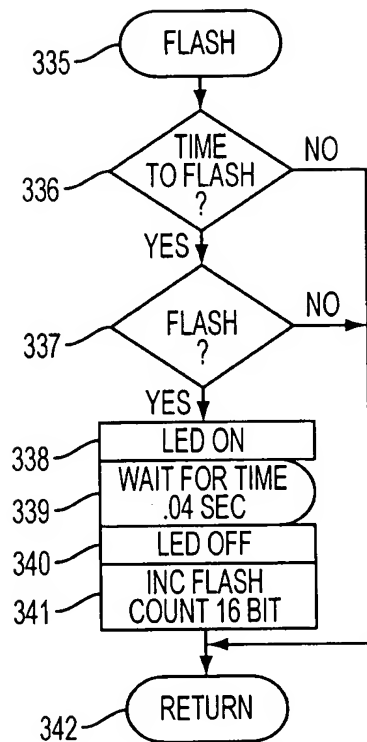 335
FLASH
336
TIME
TO FLASH
?
NO
YES
337
FLASH
?
NO
YES
338
LED ON
339
WAIT FOR TIME
.04 SEC
340
LED OFF
341
INC FLASH
COUNT 16 BIT
342
RETURN